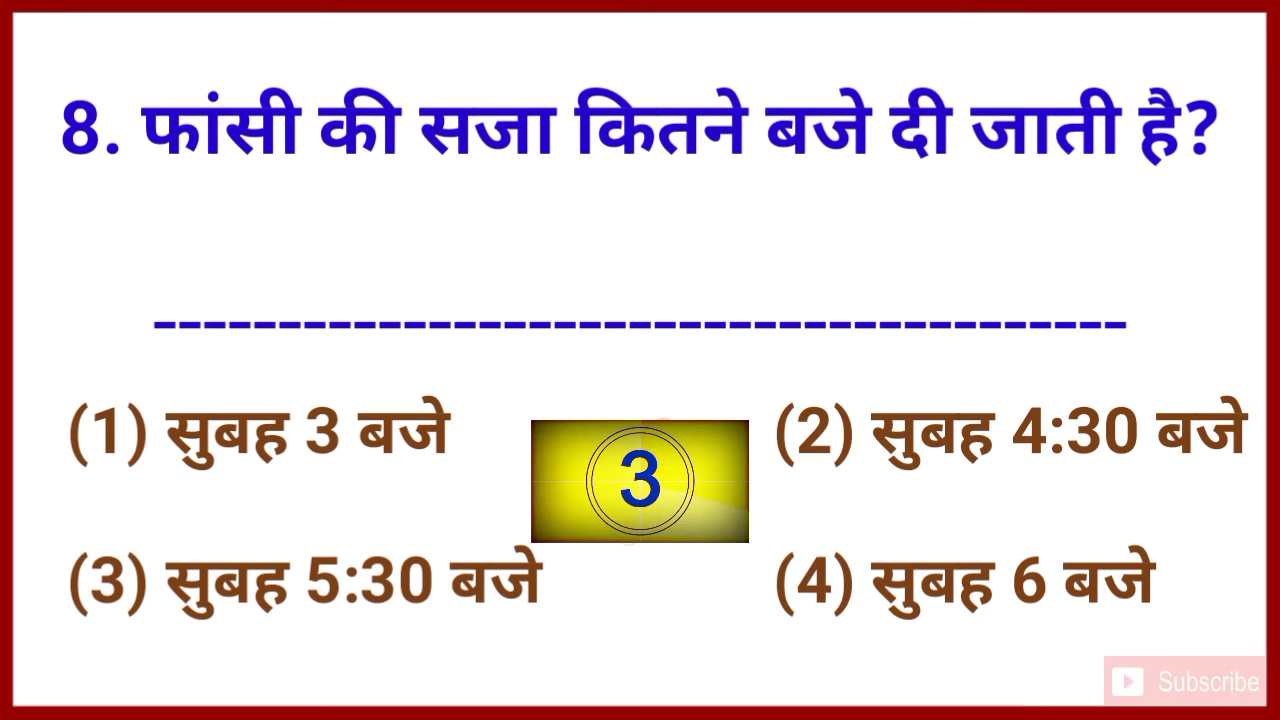 8. फांसी की सजा कितने बजे दी जाती है?
---------------------------------------
(1) सुबह 3 बजे
(2) सुबह 4:30 बजे
3
(3) सुबह 5:30 बजे
(4) सुबह 6 बजे
Subscribe